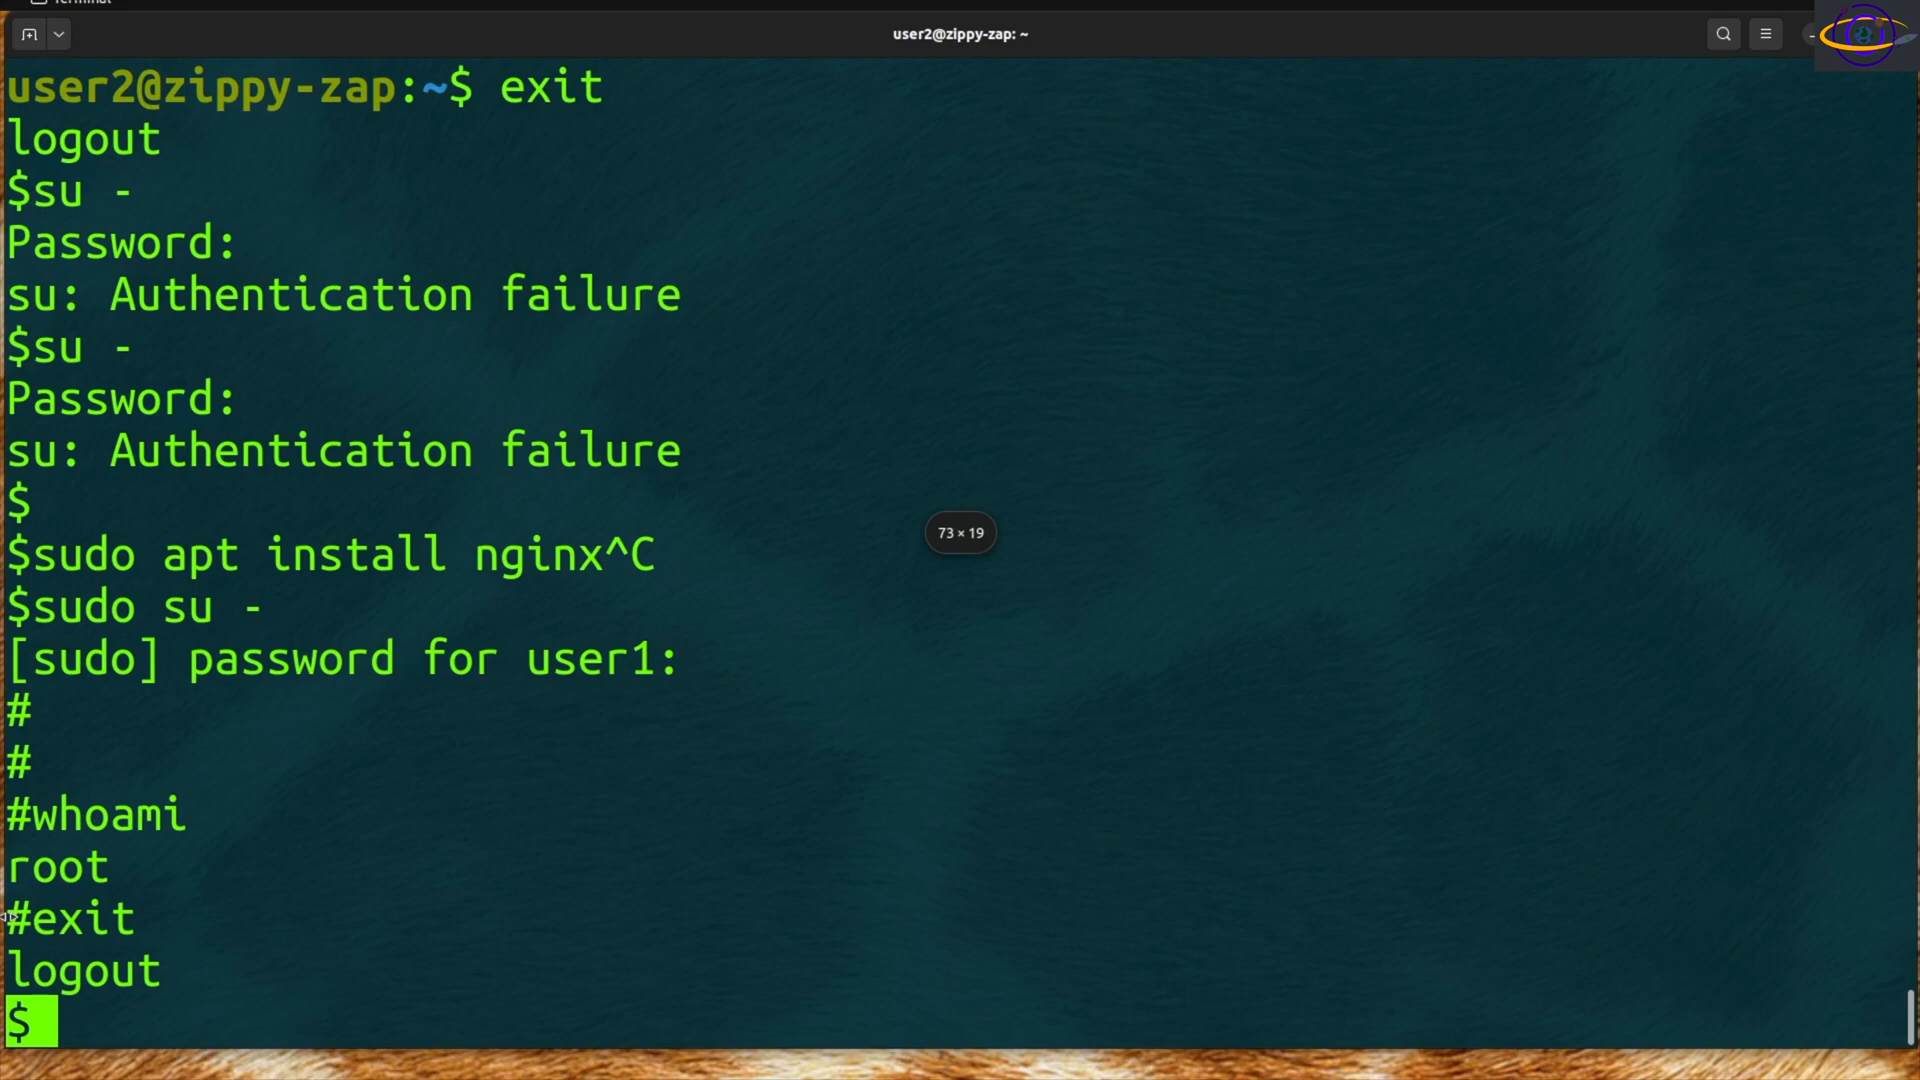 Terminal
user2@zippy-zap: ~
user2@zippy-zap:~$ exit
logout
$su -
Password:
su: Authentication failure
$su -
Password:
su: Authentication failure
$
$sudo apt install nginx^C
$sudo su -
[sudo] password for user1:
#
#
#whoami
root
#exit
logout
$
73 × 19